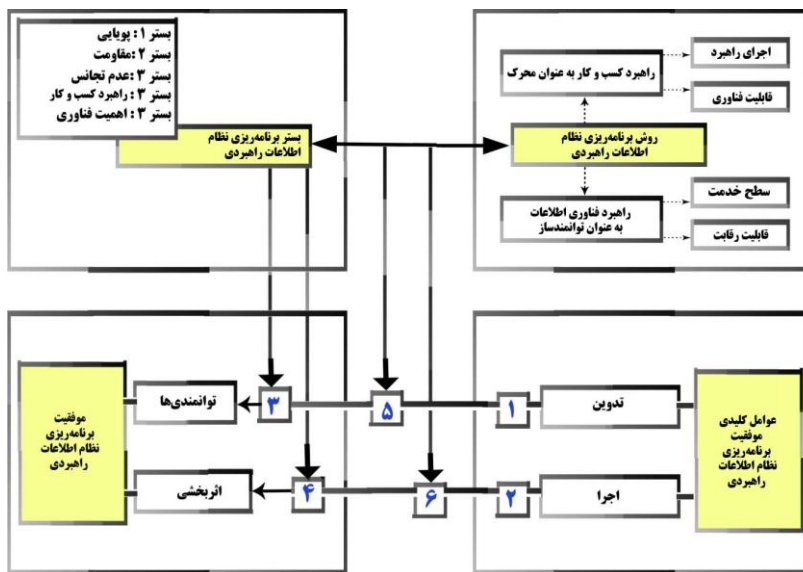 راهبرد کسب و کار به عنوان محرک
اجرای راهبرد
قابلیت فناوری
روش برنامه‌ریزی نظام
اطلاعات راهبردی
راهبرد فناوری اطلاعات
به عنوان توانمندساز
سطح خدمت
قابلیت رقابت
بستر ۱ : پویایی
بستر ۲ :مقاومت
بستر ۳ :عدم تجانس
بستر ۳ : راهبرد کسب و کار
بستر ۳ : اهمیت فناوری
بستر برنامه‌ریزی نظام
اطلاعات راهبردی
عوامل کلیدی
موفقیت
برنامه‌ریزی
نظام اطلاعات
راهبردی
تدوین
۱
۵
۳
توانمندی‌ها
اجرا
۲
۶
۴
اثربخشی
موفقیت
برنامه‌ریزی
نظام اطلاعات
راهبردی